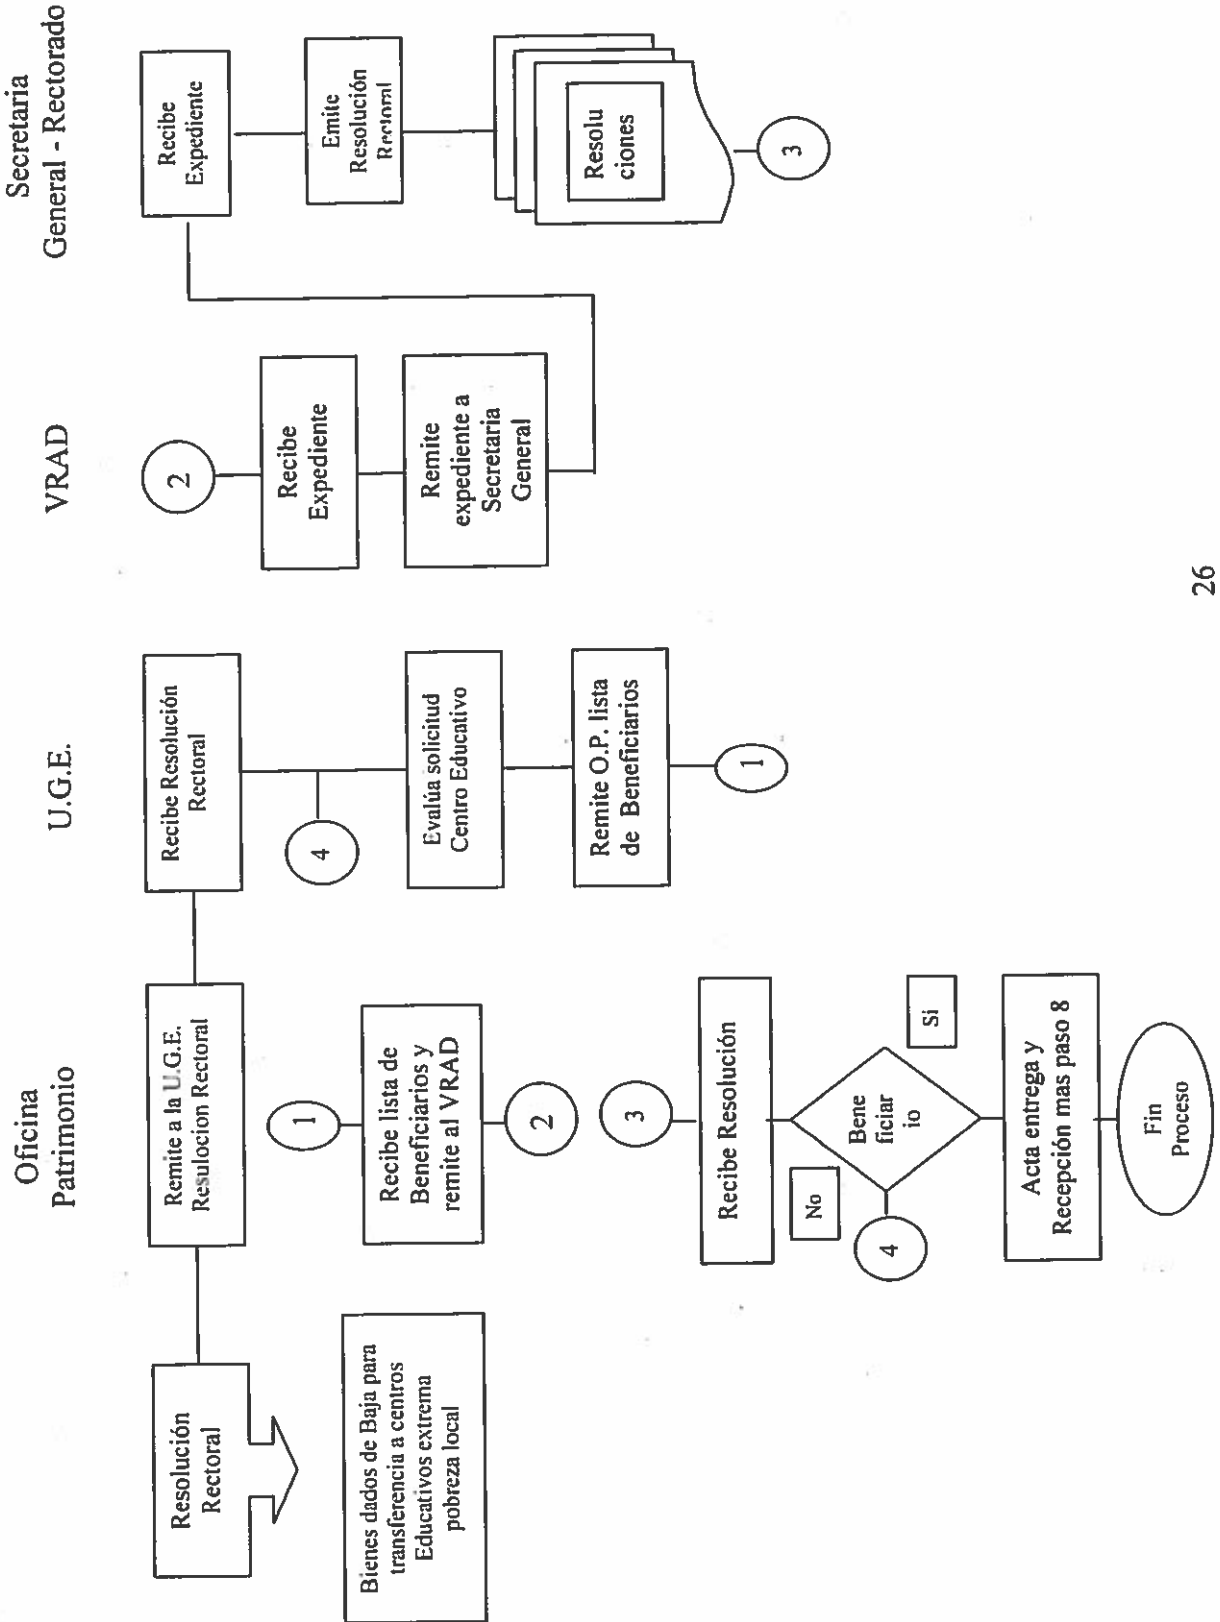 Oficina
Patrimonio
U.G.E.
VRAD
Secretaria
General - Rectorado
Resolución
Rectoral
Bienes dados de Baja para
transferencia a centros
Educativos extrema
pobreza local
Remite a la U.G.E.
Resulocion Rectoral
1
Recibe lista de
Beneficiarios y
remite al VRAD
2
3
Recibe Resolución
No
Bene
ficiar
io
Si
4
Acta entrega y
Recepción mas paso 8
Fin
Proceso
Recibe Resolución
Rectoral
4
Evalúa solicitud
Centro Educativo
Remite O.P. lista
de Beneficiarios
1
2
Recibe
Expediente
Remite
expediente a
Secretaria
General
Recibe
Expediente
Emite
Resolución
Rectoral
Resolu
ciones
3
26